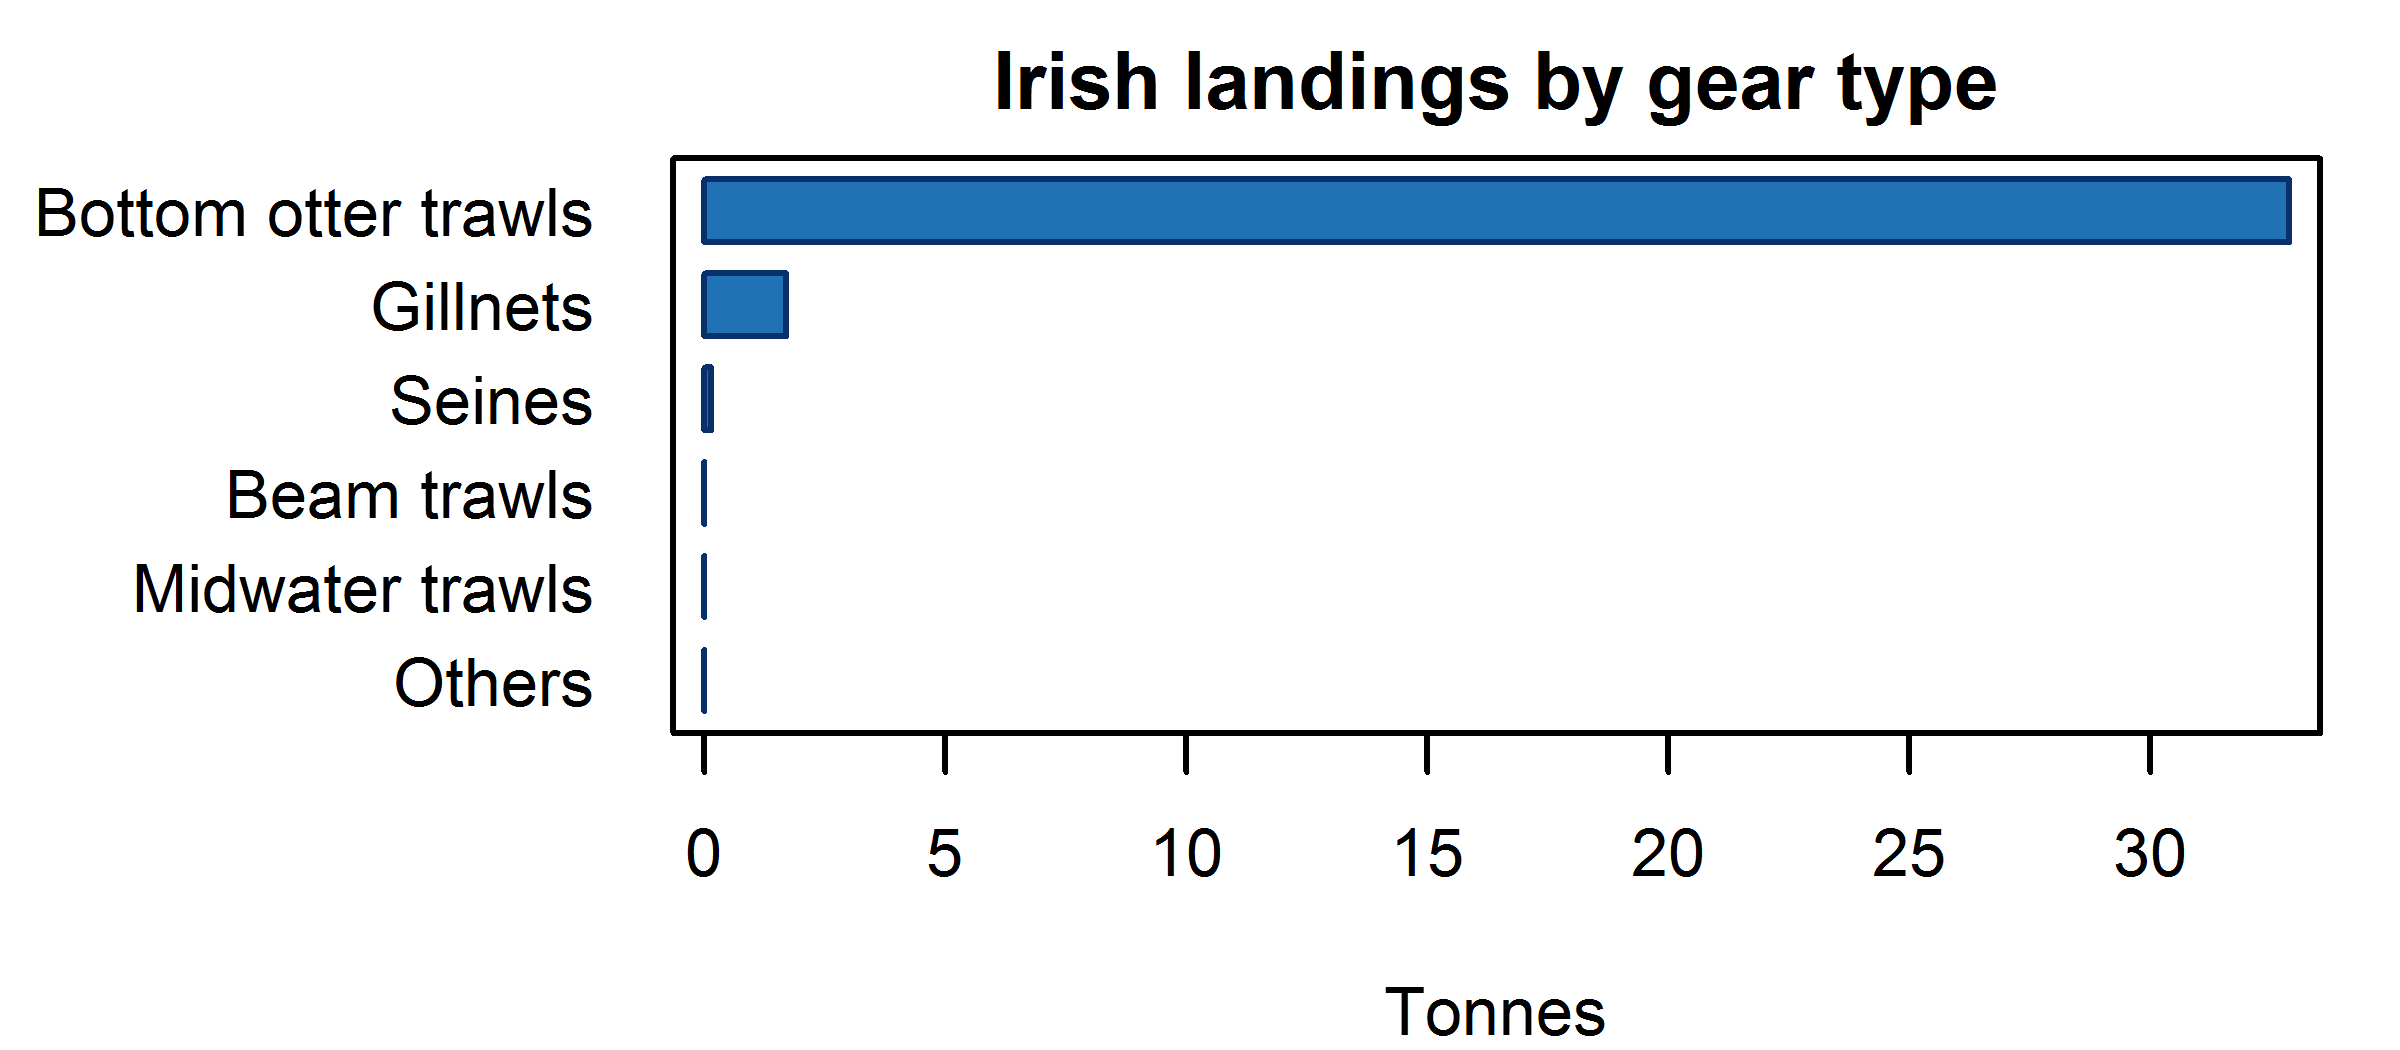 Irish landings by gear type
Bottom otter trawls
Gillnets
Seines
Beam trawls
Midwater trawls
Others
0 5 10 15 20 25 30
Tonnes